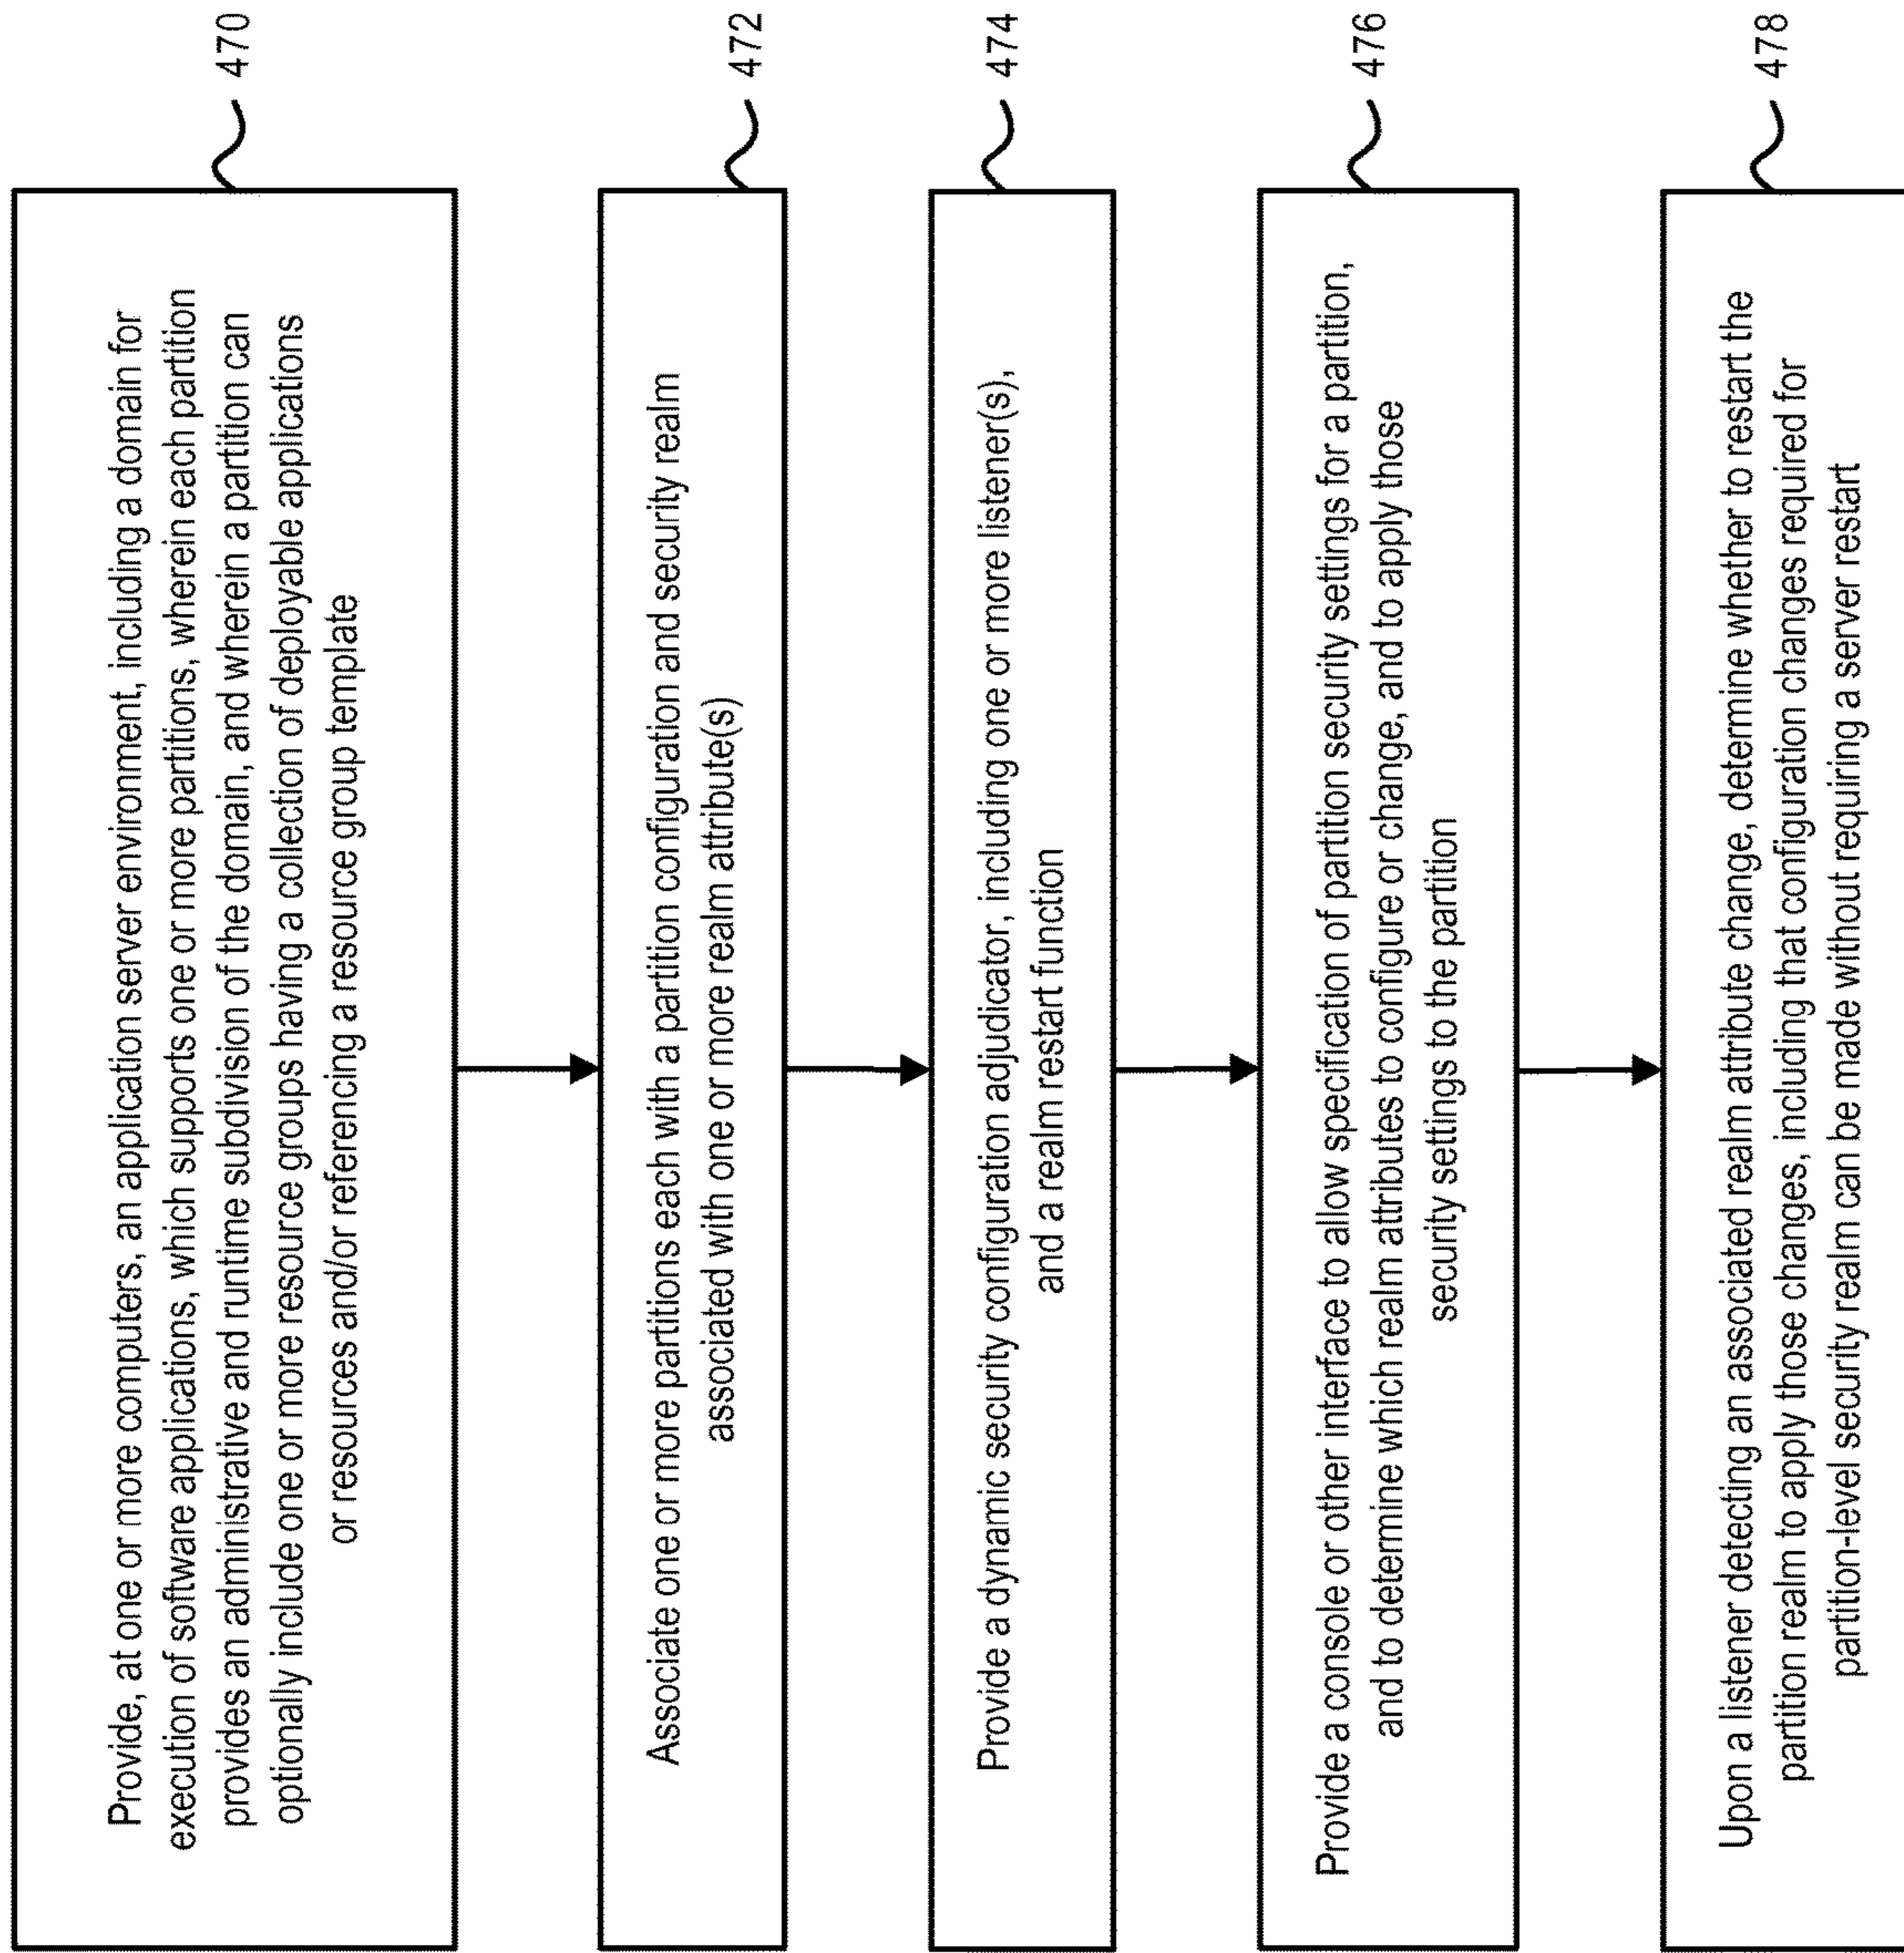 Provide, at one or more computers, an application server environment, including a domain for
execution of software applications, which supports one or more partitions, wherein each partition
provides an administrative and runtime subdivision of the domain, and wherein a partition can
optionally include one or more resource groups having a collection of deployable applications
or resources and/or referencing a resource group template
470
Associate one or more partitions each with a partition configuration and security realm
associated with one or more realm attribute(s)
472
Provide a dynamic security configuration adjudicator, including one or more listener(s),
and a realm restart function
474
Provide a console or other interface to allow specification of partition security settings for a partition,
and to determine which realm attributes to configure or change, and to apply those
security settings to the partition
476
Upon a listener detecting an associated realm attribute change, determine whether to restart the
partition realm to apply those changes, including that configuration changes required for
partition-level security realm can be made without requiring a server restart
478